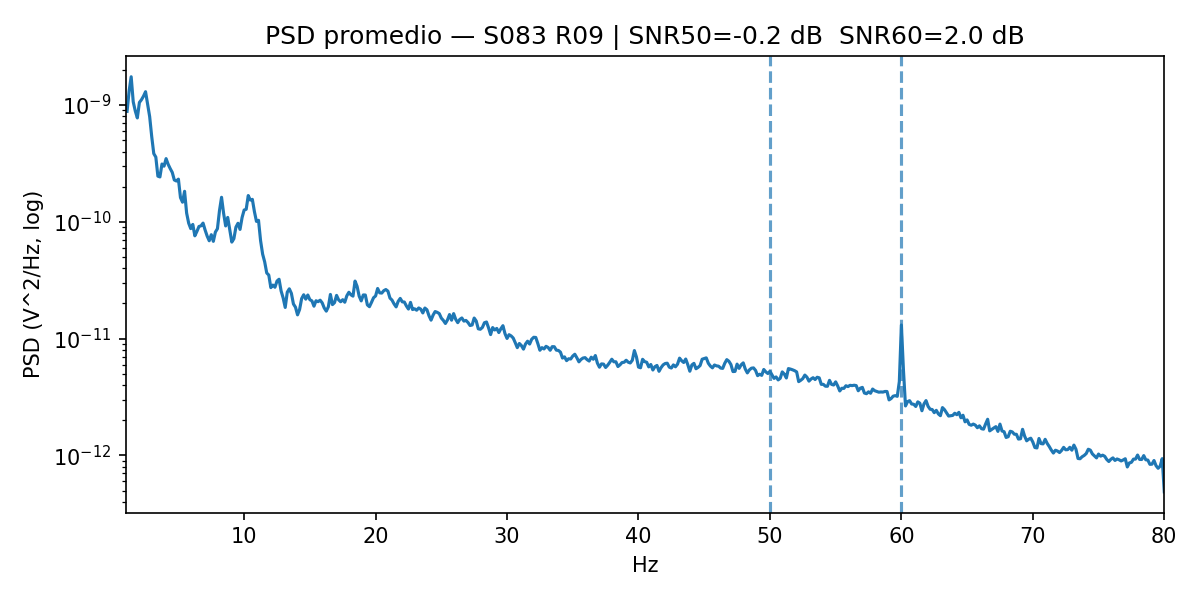 PSD promedio — S083 R09 | SNR50=-0.2 dB  SNR60=2.0 dB
PSD (V^2/Hz, log)
10^-9
10^-10
10^-11
10^-12
10 20 30 40 50 60 70 80
Hz